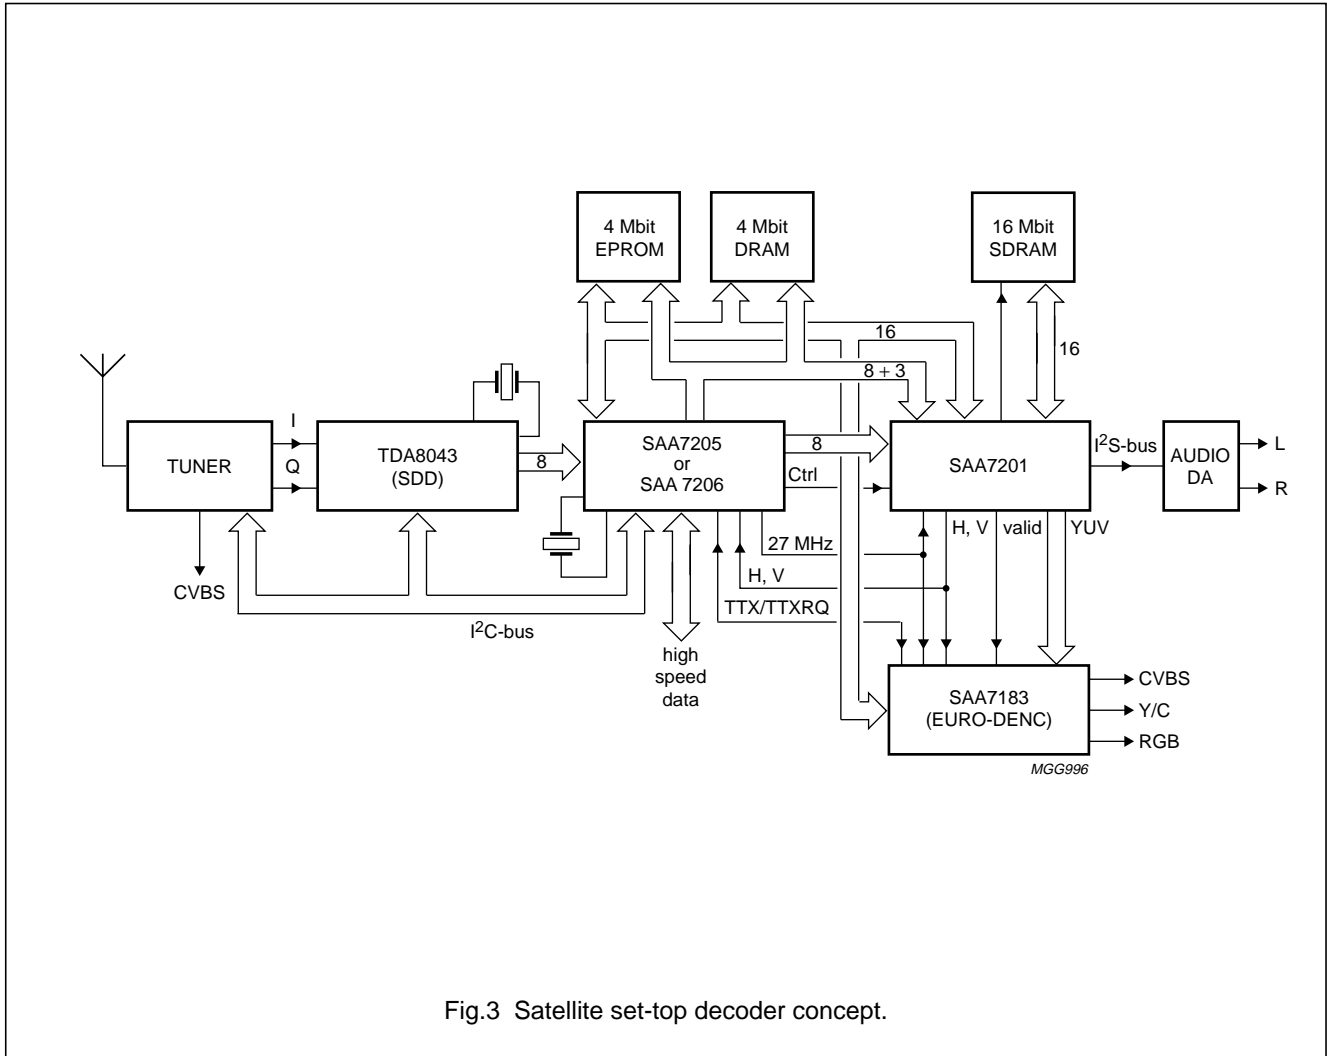 4 Mbit
EPROM
4 Mbit
DRAM
16 Mbit
SDRAM
16
16
8 + 3
I
Q
TUNER
TDA8043
(SDD)
8
SAA7205
or
SAA 7206
8
Ctrl
SAA7201
I2S-bus
AUDIO
DA
L
R
CVBS
I2C-bus
27 MHz
H, V
TTX/TTXRQ
H, V
valid
YUV
high
speed
data
SAA7183
(EURO-DENC)
CVBS
Y/C
RGB
MGG996
Fig.3 Satellite set-top decoder concept.